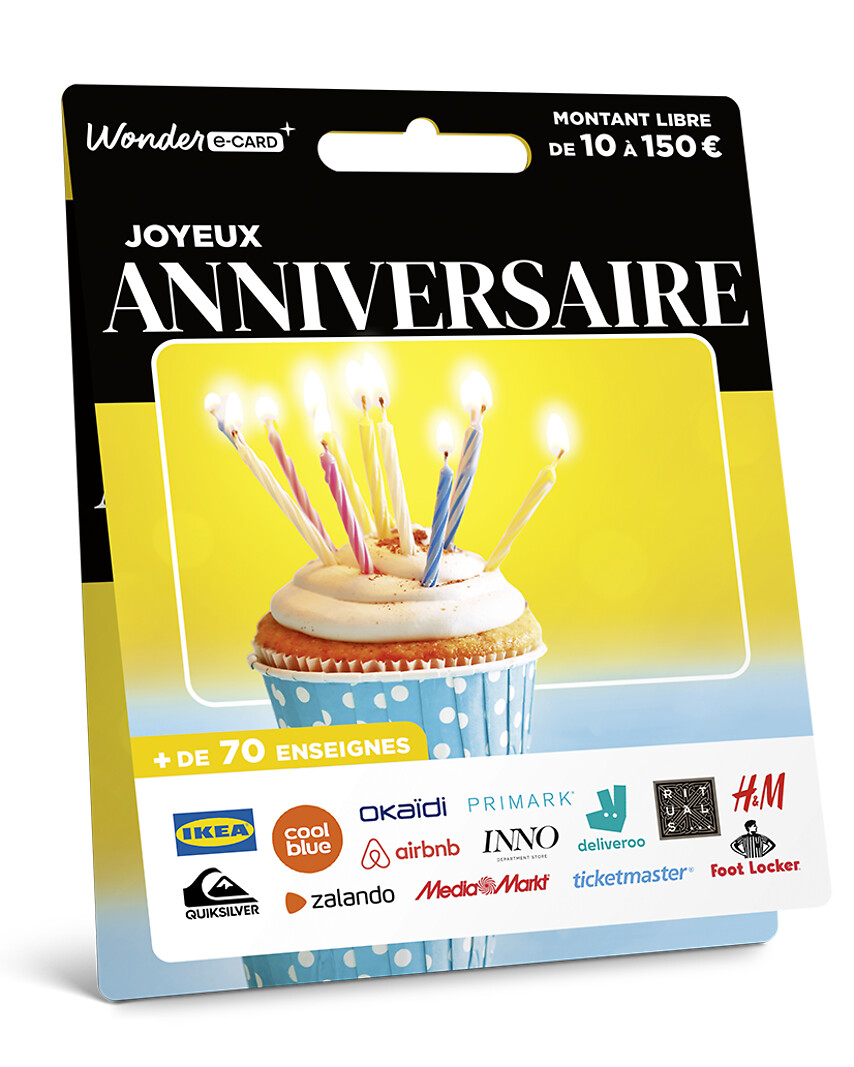 Wonder e-CARD+
MONTANT LIBRE
DE 10 À 150 €
JOYEUX
ANNIVERSAIRE
+ DE 70 ENSEIGNES
IKEA
cool
blue
OKAÏDI
PRIMARK
deliveroo
RITUALS...
H&M
airbnb
INNO
DEPARTMENT STORE
QUIKSILVER
zalando
MediaMarkt
ticketmaster®
Foot Locker.